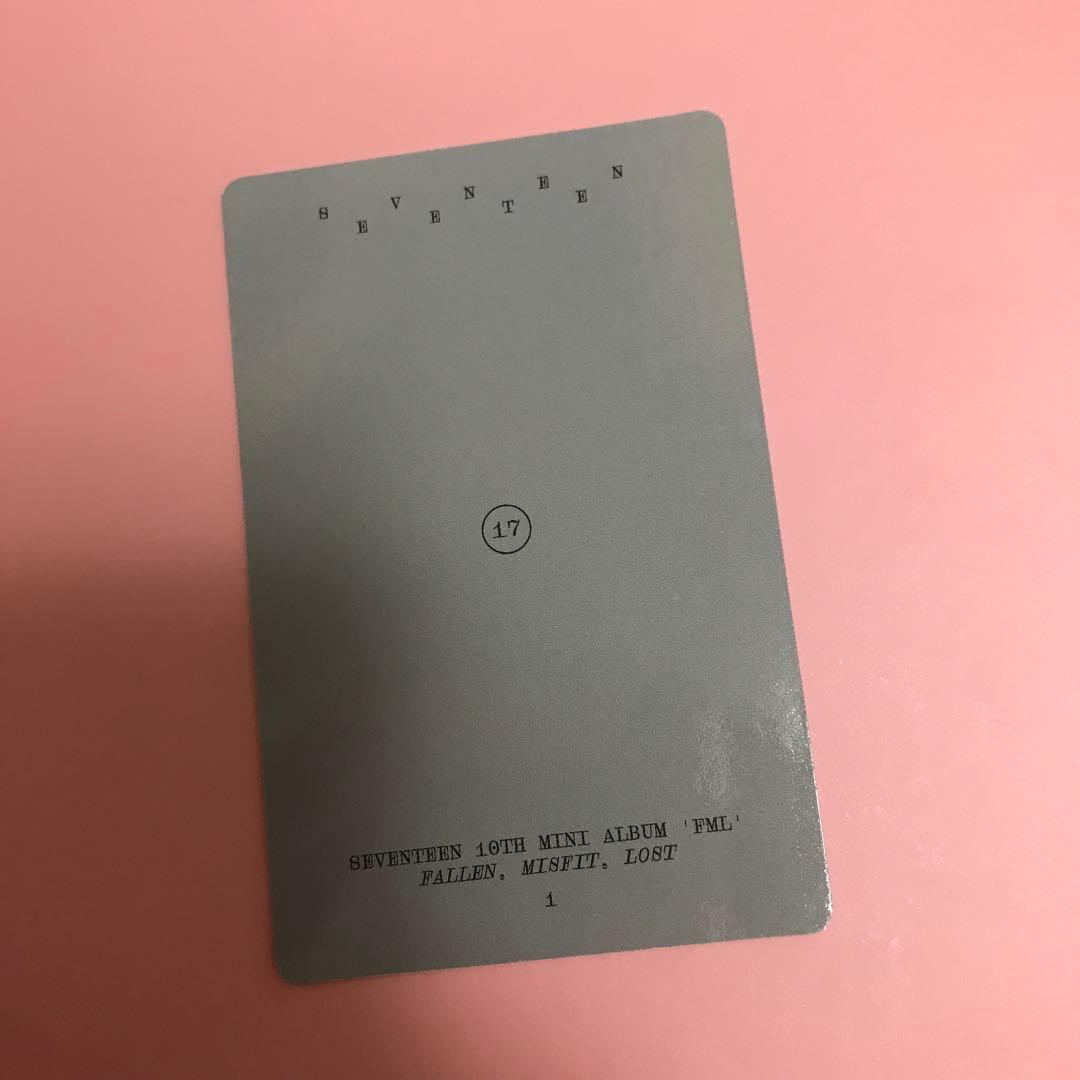 SEVENTEEN
17
SEVENTEEN 10TH MINI ALBUM 'FML'
FALLEN. MISFIT. LOST
1